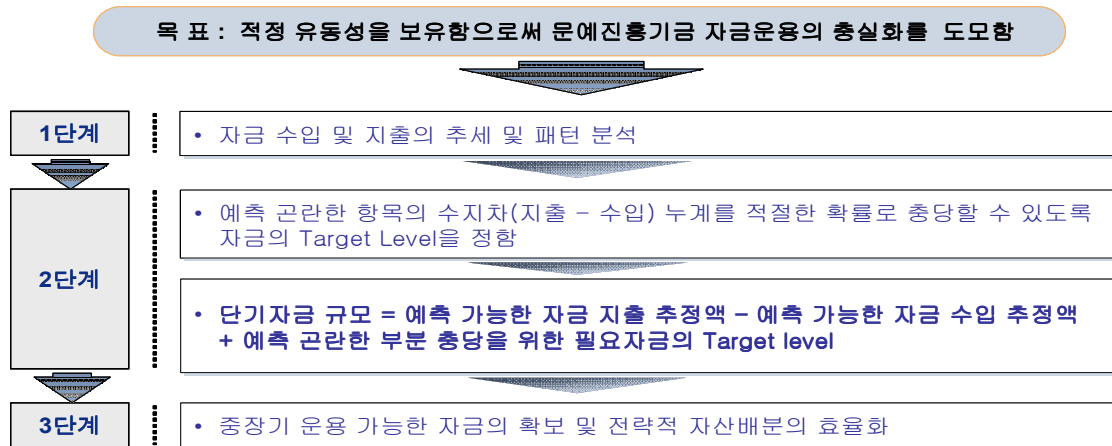 목 표 : 적정 유동성을 보유함으로써 문예진흥기금 자금운용의 충실화를 도모함
1단계
• 자금 수입 및 지출의 추세 및 패턴 분석
2단계
• 예측 곤란한 항목의 수지차(지출 – 수입) 누계를 적절한 확률로 충당할 수 있도록
자금의 Target Level을 정함
• 단기자금 규모 = 예측 가능한 자금 지출 추정액 – 예측 가능한 자금 수입 추정액
+ 예측 곤란한 부분 충당을 위한 필요자금의 Target level
3단계
• 중장기 운용 가능한 자금의 확보 및 전략적 자산배분의 효율화